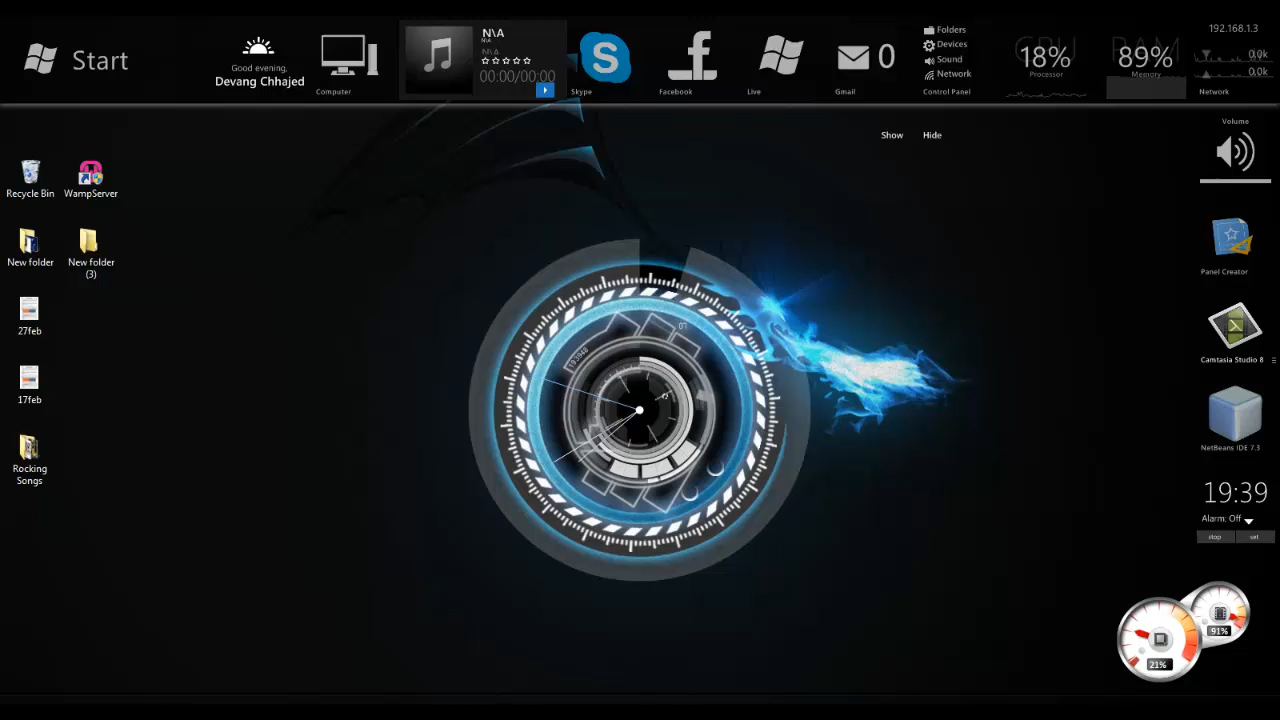 Start
Good evening,
Devang Chhajed
Computer
N\A
N\A
N\A
00:00/00:00
Skype
Facebook
Live
0
Gmail
Folders
Devices
Sound
Network
Control Panel
CPU
18%
Processor
RAM
89%
Memory
192.168.1.3
0.0k
0.0k
Network
Show
Hide
Volume
Recycle Bin
WampServer
New folder
New folder
(3)
27feb
17feb
Rocking
Songs
Panel Creator
Camtasia Studio 8
NetBeans IDE 7.3
19:39
Alarm: Off
stop
set
07
91%
21%